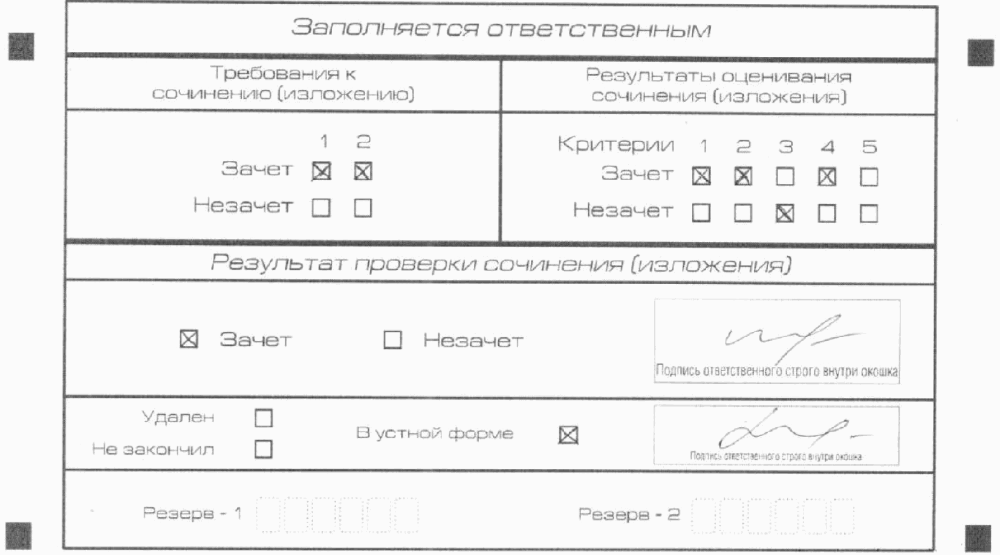 Заполняется ответственным
Требования к
сочинению (изложению)
Результаты оценивания
сочинения (изложения)
1 2
Зачет
Незачет
Критерии 1 2 3 4 5
Зачет
Незачет
Результат проверки сочинения (изложения)
Зачет Незачет
Подпись ответственного строго внутри окошка
Удален
Не закончил
В устной форме
Подпись ответственного строго внутри окошка
Резерв - 1
Резерв - 2